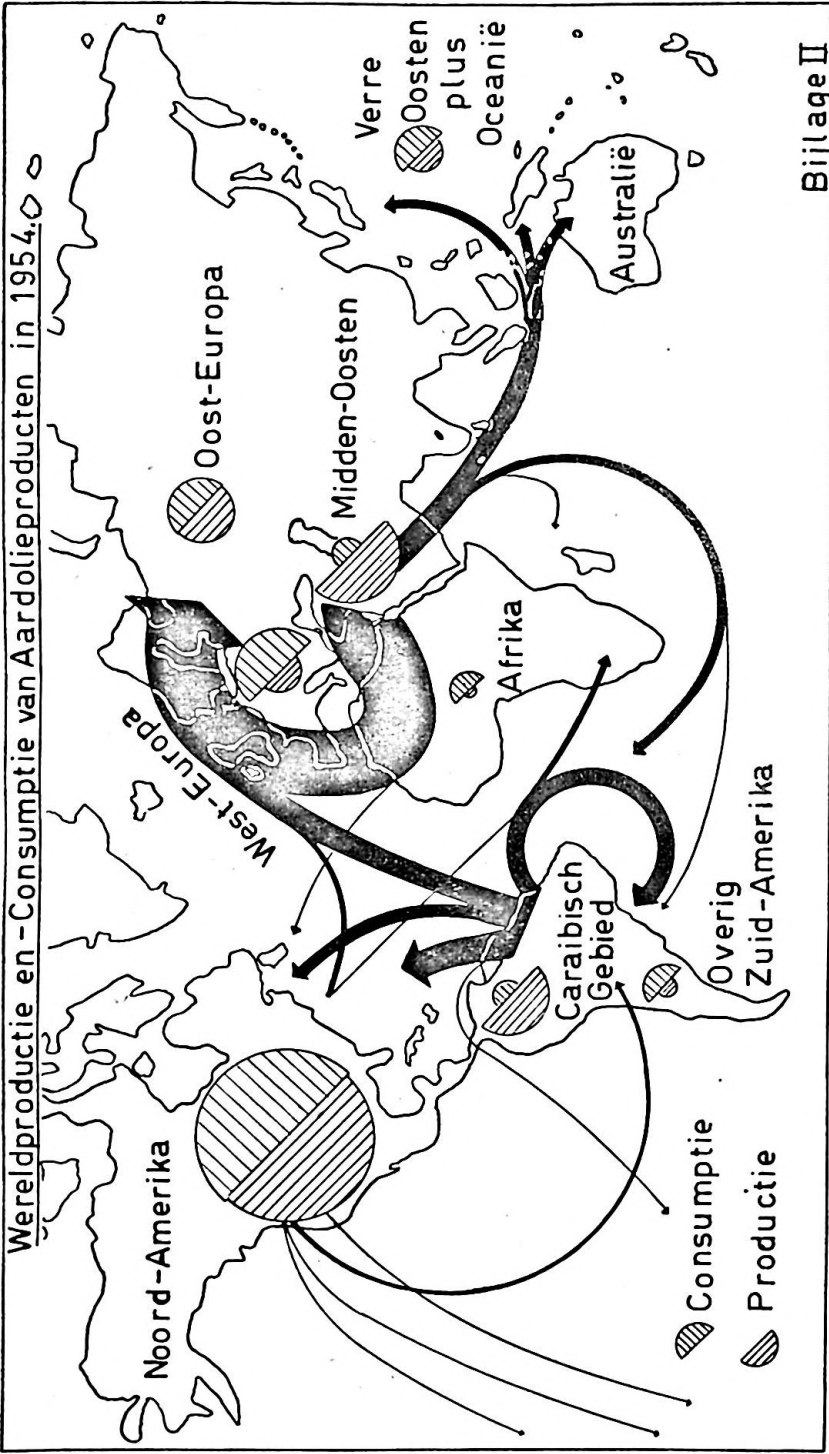 Wereldproductie en -Consumptie van Aardolieproducten in 1954.
Noord-Amerika
West-Europa
Oost-Europa
Midden-Oosten
Verre
Oosten
plus
Oceanië
Afrika
Australië
Caraibisch
Gebied
Overig
Zuid-Amerika
Consumptie
Productie
Bijlage II